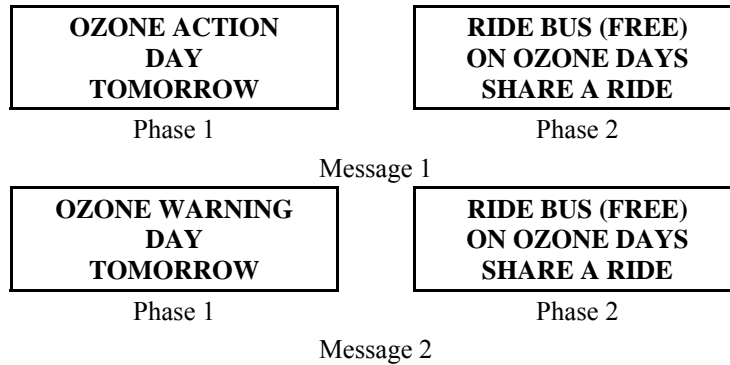 OZONE ACTION RIDE BUS (FREE)
DAY ON OZONE DAYS
TOMORROW SHARE A RIDE
Phase 1 Phase 2
Message 1
OZONE WARNING RIDE BUS (FREE)
DAY ON OZONE DAYS
TOMORROW SHARE A RIDE
Phase 1 Phase 2
Message 2